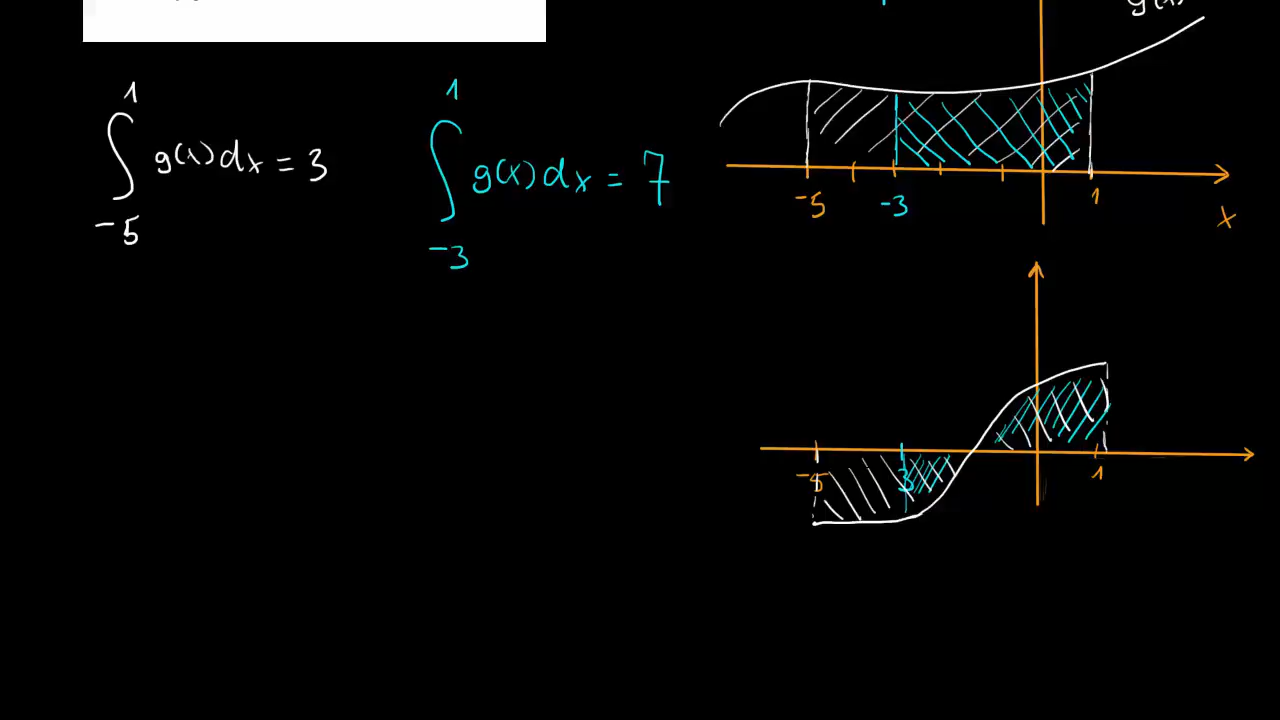 ∫_{-5}^{1} g(x)dx = 3
∫_{-3}^{1} g(x)dx = 7
g(x)
-5 -3 1
x
-5 3 1